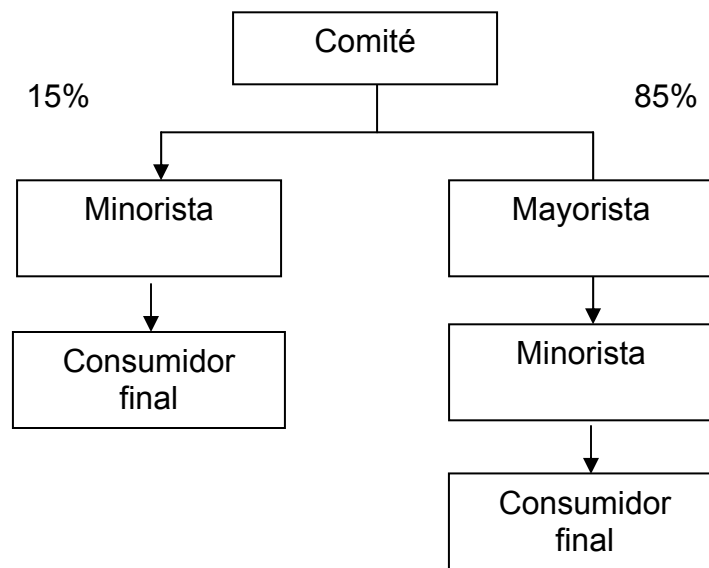 Comité
15%
85%
Minorista
Mayorista
Consumidor
final
Minorista
Consumidor
final